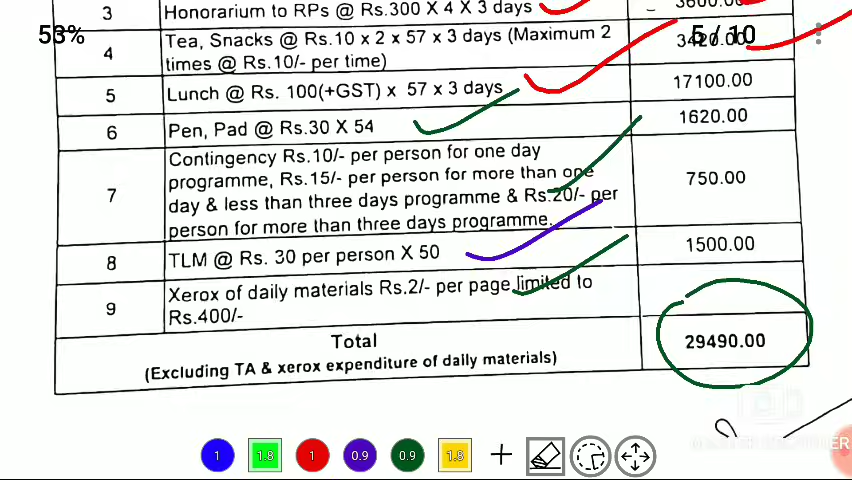 3 Honorarium to RPs @ Rs.300 X 4 X 3 days 3600.00
53% 5 / 10
4 Tea, Snacks @ Rs.10 x 2 x 57 x 3 days (Maximum 2 3420.00
times @ Rs.10/- per time)
5 Lunch @ Rs. 100(+GST) x 57 x 3 days 17100.00
6 Pen, Pad @ Rs.30 X 54 1620.00
Contingency Rs.10/- per person for one day
7 programme, Rs.15/- per person for more than one 750.00
day & less than three days programme & Rs.20/- per
person for more than three days programme.
8 TLM @ Rs. 30 per person X 50 1500.00
9 Xerox of daily materials Rs.2/- per page limited to
Rs.400/-
Total 29490.00
(Excluding TA & xerox expenditure of daily materials)
1 1.8 1 0.9 0.9 1.8